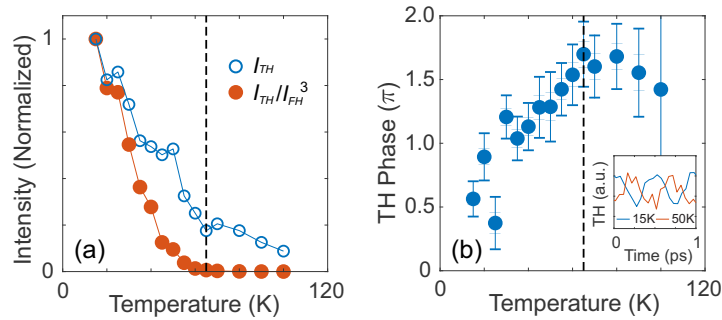 1
Intensity (Normalized)
I_TH
I_TH/I_FH^3
(a)
0
0
120
Temperature (K)
2.0
1.5
1.0
0.5
0.0
TH Phase (π)
(b)
TH (a.u.)
15K 50K
0 1
Time (ps)
0
120
Temperature (K)